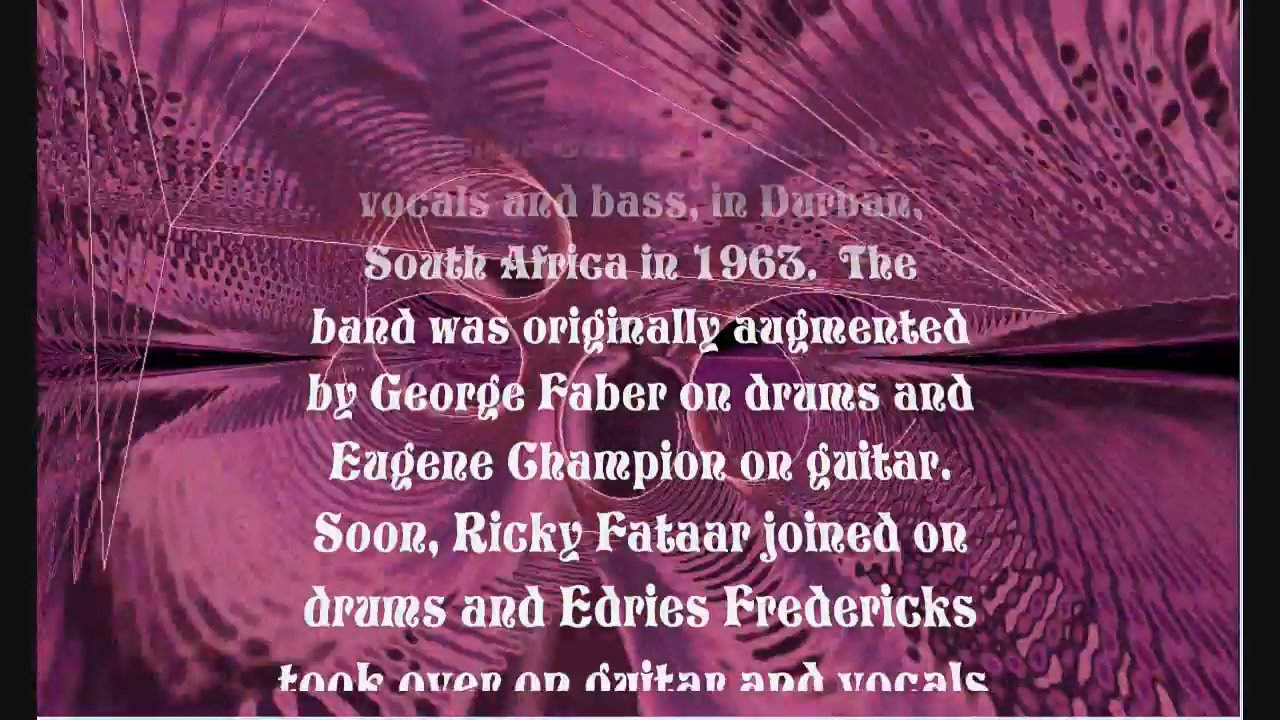 vocals and bass, in Durban,
South Africa in 1963. The
band was originally augmented
by George Faber on drums and
Eugene Champion on guitar.
Soon, Ricky Fataar joined on
drums and Edries Fredericks
took over on guitar and vocals